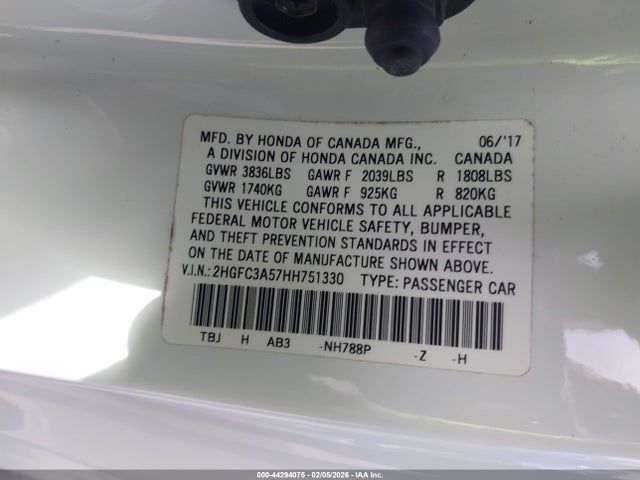 MFD. BY HONDA OF CANADA MFG., 06/'17
A DIVISION OF HONDA CANADA INC. CANADA
GVWR 3836LBS GAWR F 2039LBS R 1808LBS
GVWR 1740KG GAWR F 925KG R 820KG
THIS VEHICLE CONFORMS TO ALL APPLICABLE
FEDERAL MOTOR VEHICLE SAFETY, BUMPER,
AND THEFT PREVENTION STANDARDS IN EFFECT
ON THE DATE OF MANUFACTURE SHOWN ABOVE.
V.I.N.: 2HGFC3A57HH751330 TYPE: PASSENGER CAR
TBJ H AB3 -NH788P -Z -H
000-44294075 | 02/05/2026 | IAA Inc.